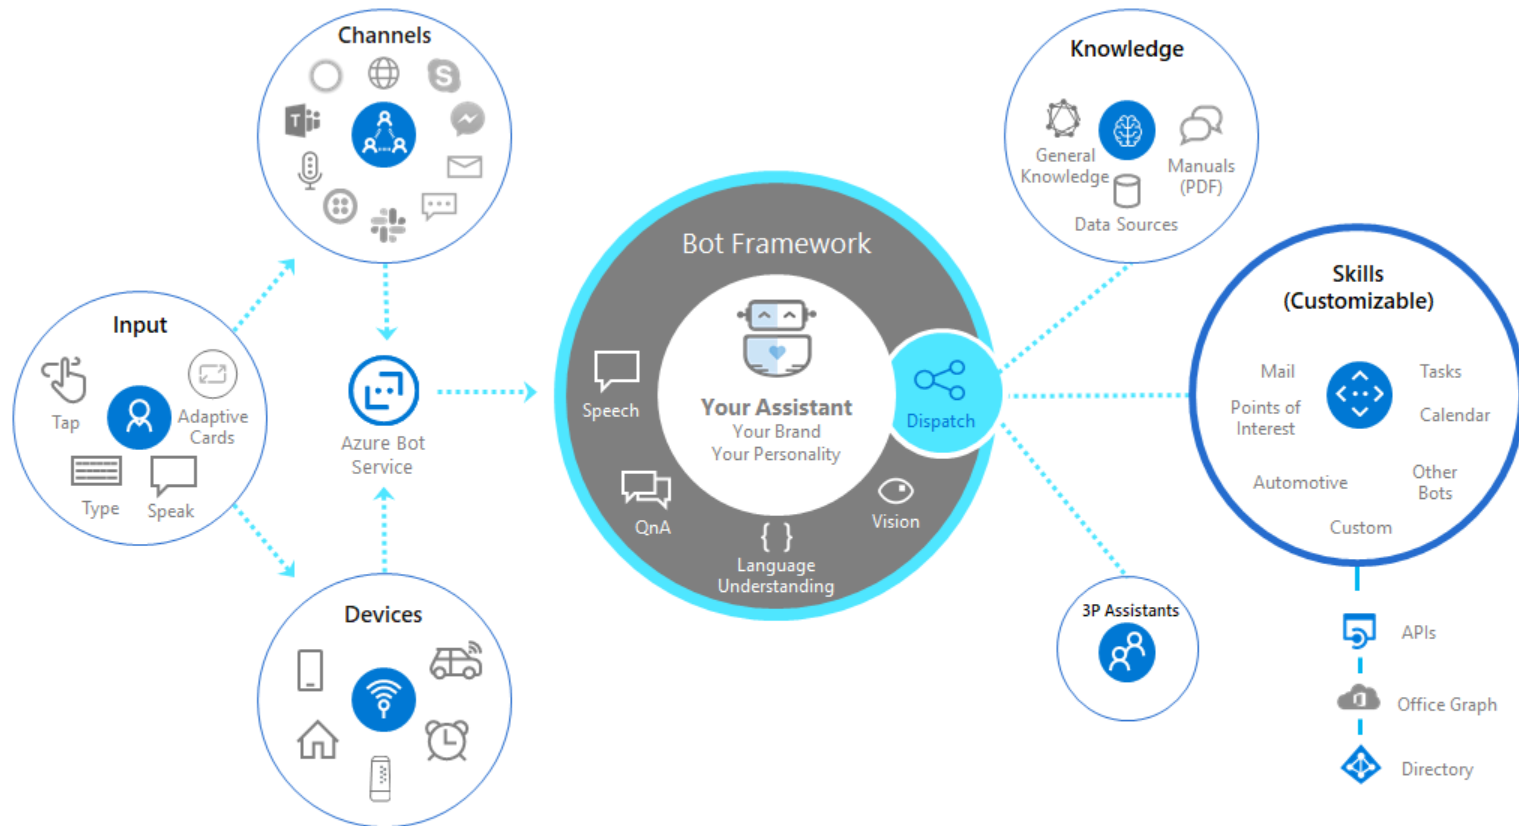 Channels
Input
Tap
Adaptive
Cards
Type
Speak
Azure Bot
Service
Devices
Bot Framework
Speech
QnA
{ }
Language
Understanding
Vision
Your Assistant
Your Brand
Your Personality
Dispatch
Knowledge
General
Knowledge
Manuals
(PDF)
Data Sources
Skills
(Customizable)
Mail
Tasks
Points of
Interest
Calendar
Automotive
Other
Bots
Custom
3P Assistants
APIs
Office Graph
Directory